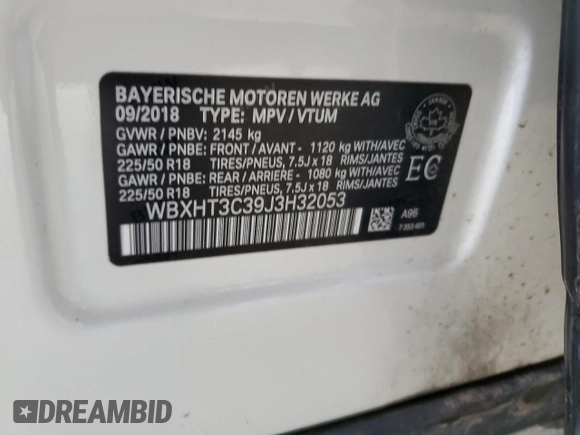 BAYERISCHE MOTOREN WERKE AG
09/2018 TYPE: MPV / VTUM
GVWR / PNBV: 2145 kg
GAWR / PNBE: FRONT / AVANT - 1120 kg WITH/AVEC
225/50 R18 TIRES/PNEUS, 7.5J x 18 RIMS/JANTES
GAWR / PNBE: REAR / ARRIERE - 1080 kg WITH/AVEC
225/50 R18 TIRES/PNEUS, 7.5J x 18 RIMS/JANTES
WBXHT3C39J3H32053
EC
A96
CANADA
DREAMBID